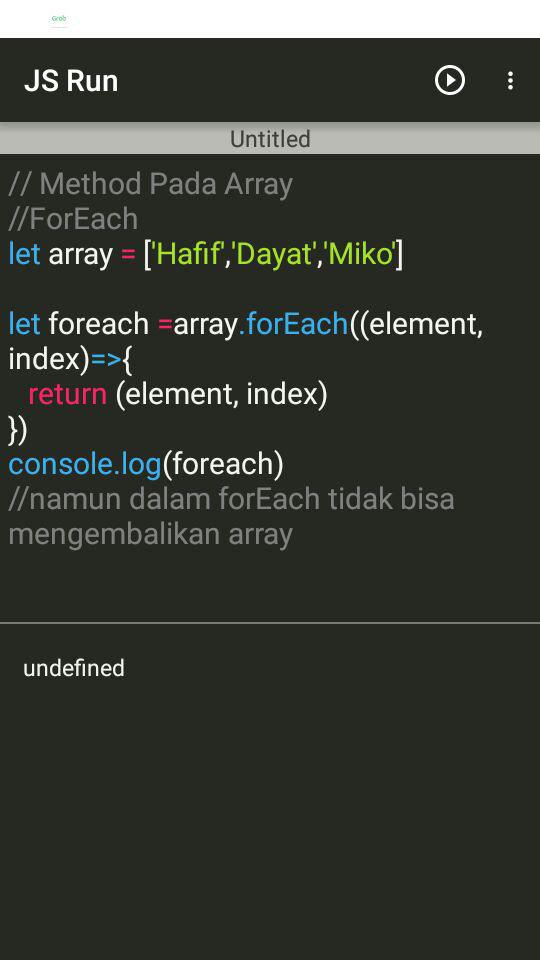 Grab
JS Run
Untitled
// Method Pada Array
//ForEach
let array = ['Hafif','Dayat','Miko']
let foreach =array.forEach((element,
index)=>{
return (element, index)
})
console.log(foreach)
//namun dalam forEach tidak bisa
mengembalikan array
undefined